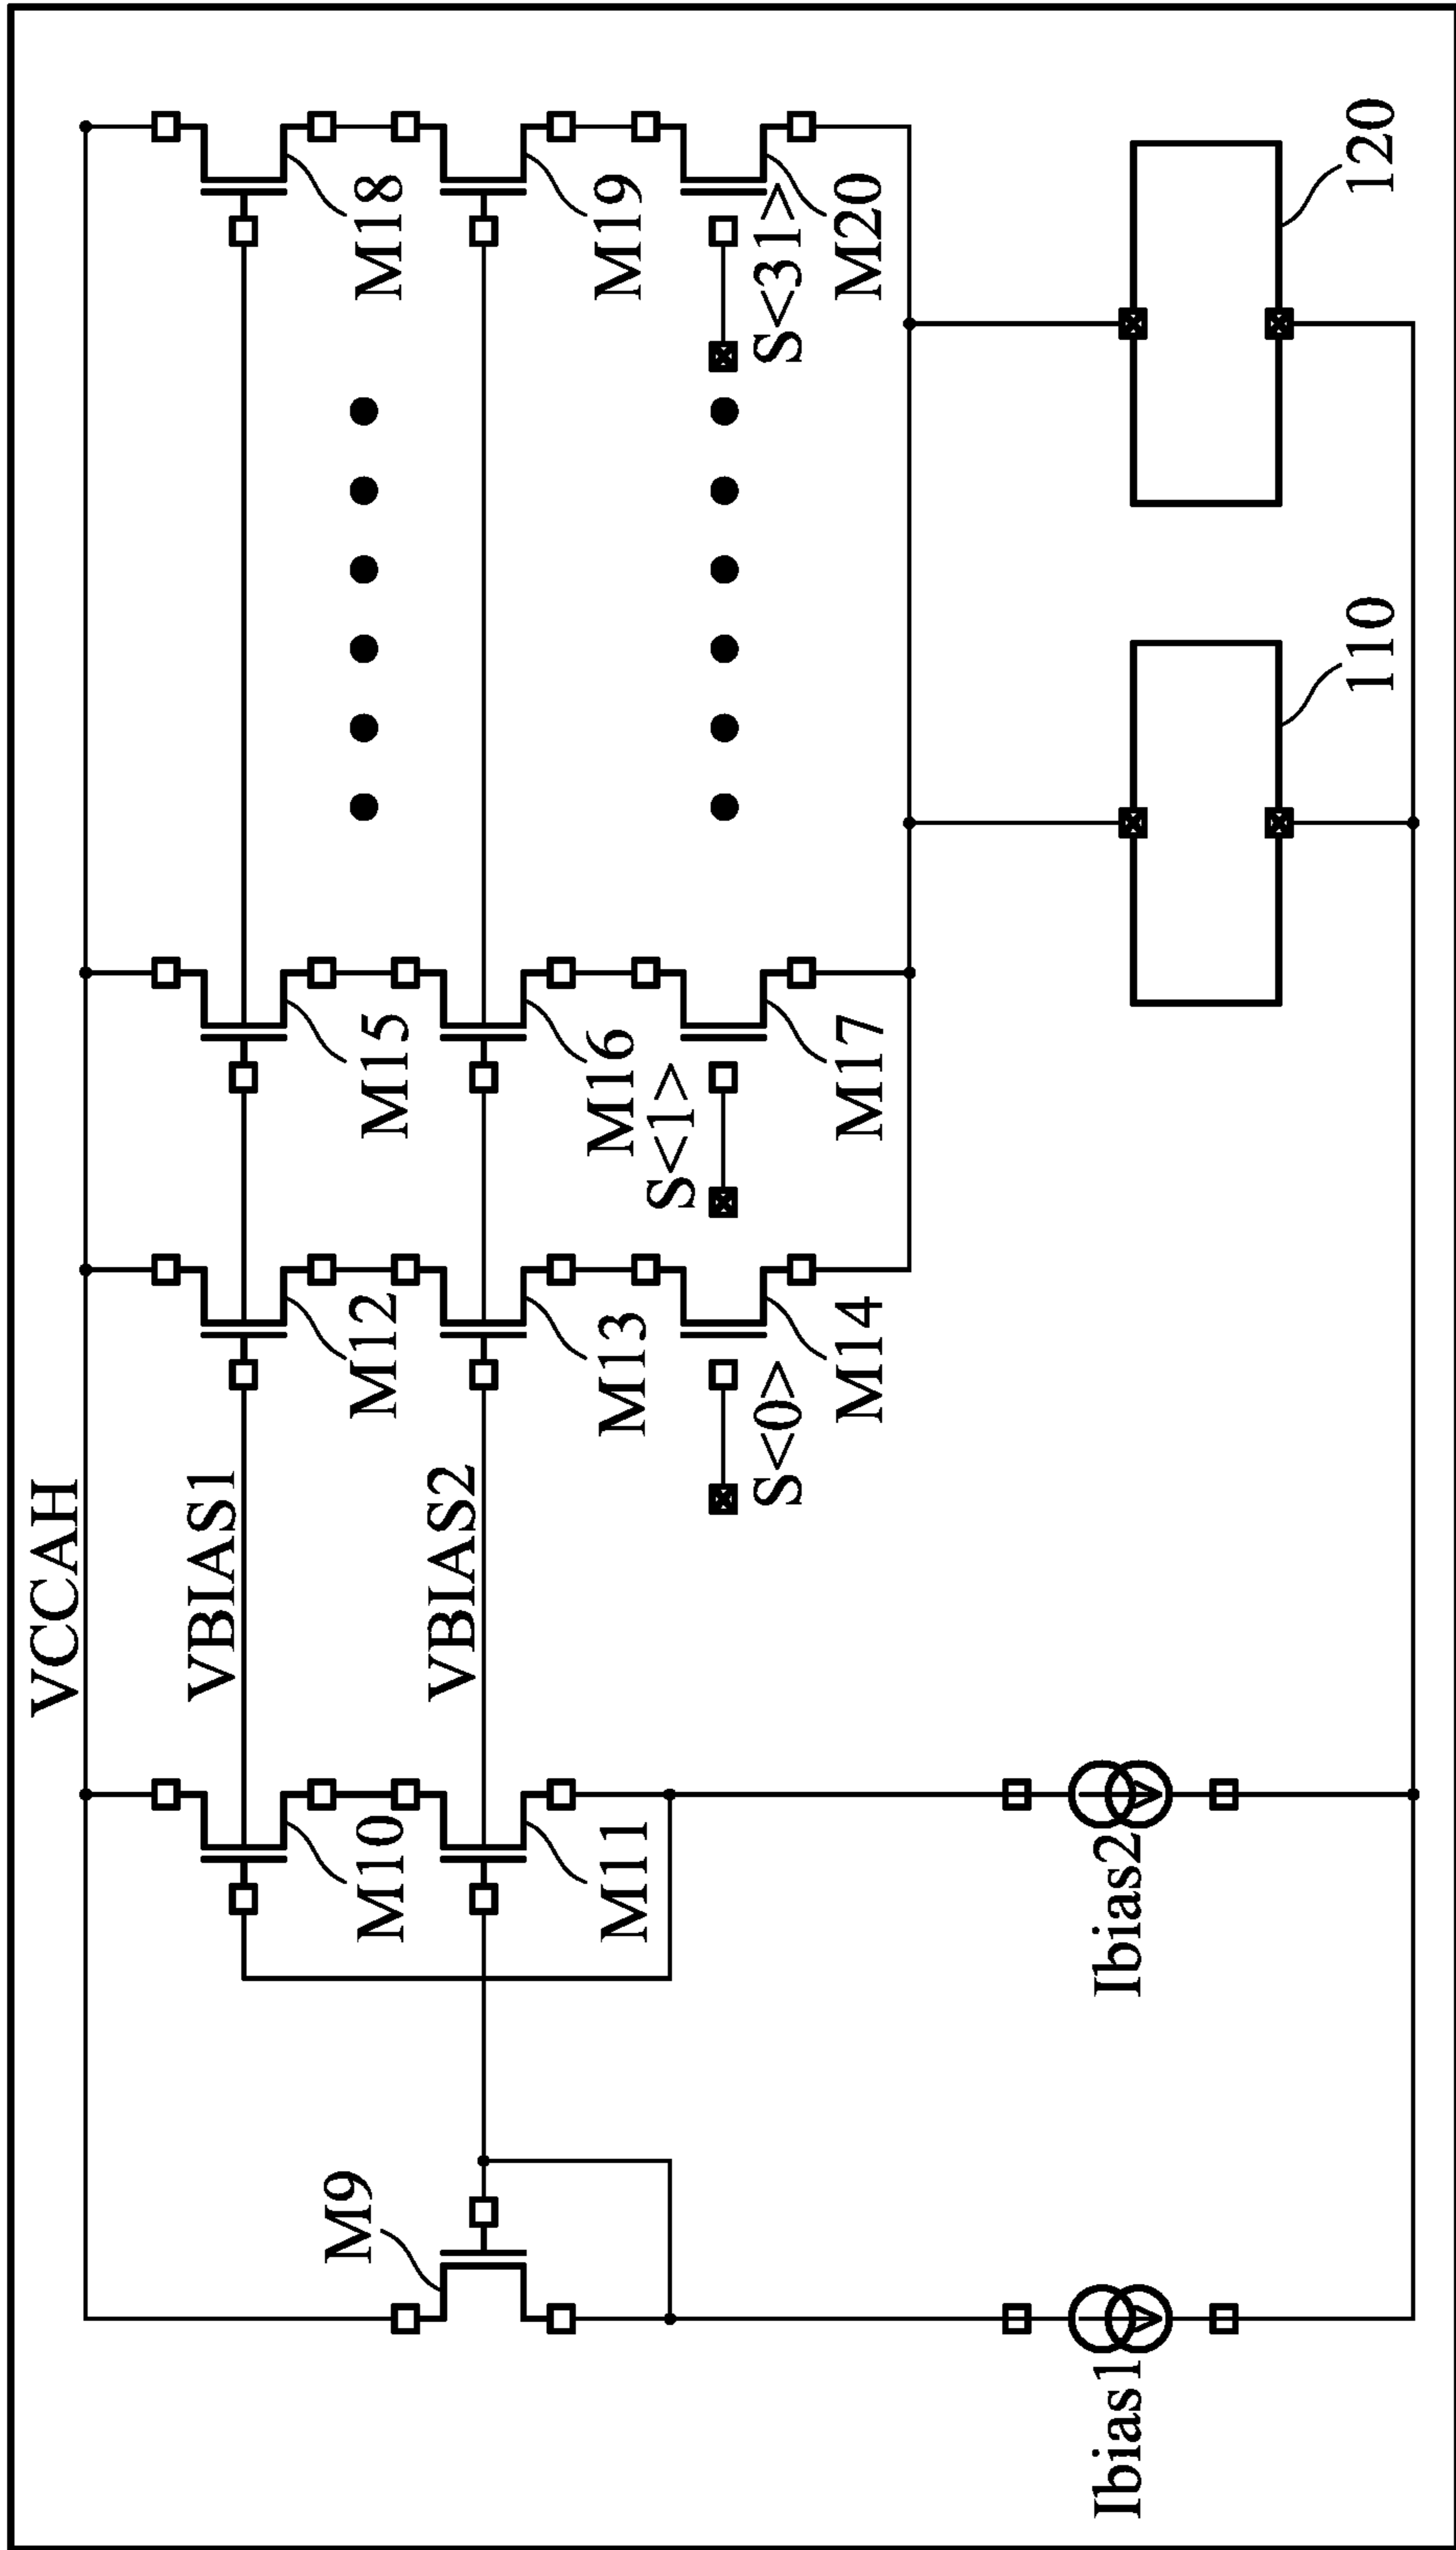 VCCAH
VBIAS1
VBIAS2
M9
M10
M11
M12
M13
M14
M15
M16
M17
M18
M19
M20
S<0>
S<1>
S<31>
Ibias1
Ibias2
110
120